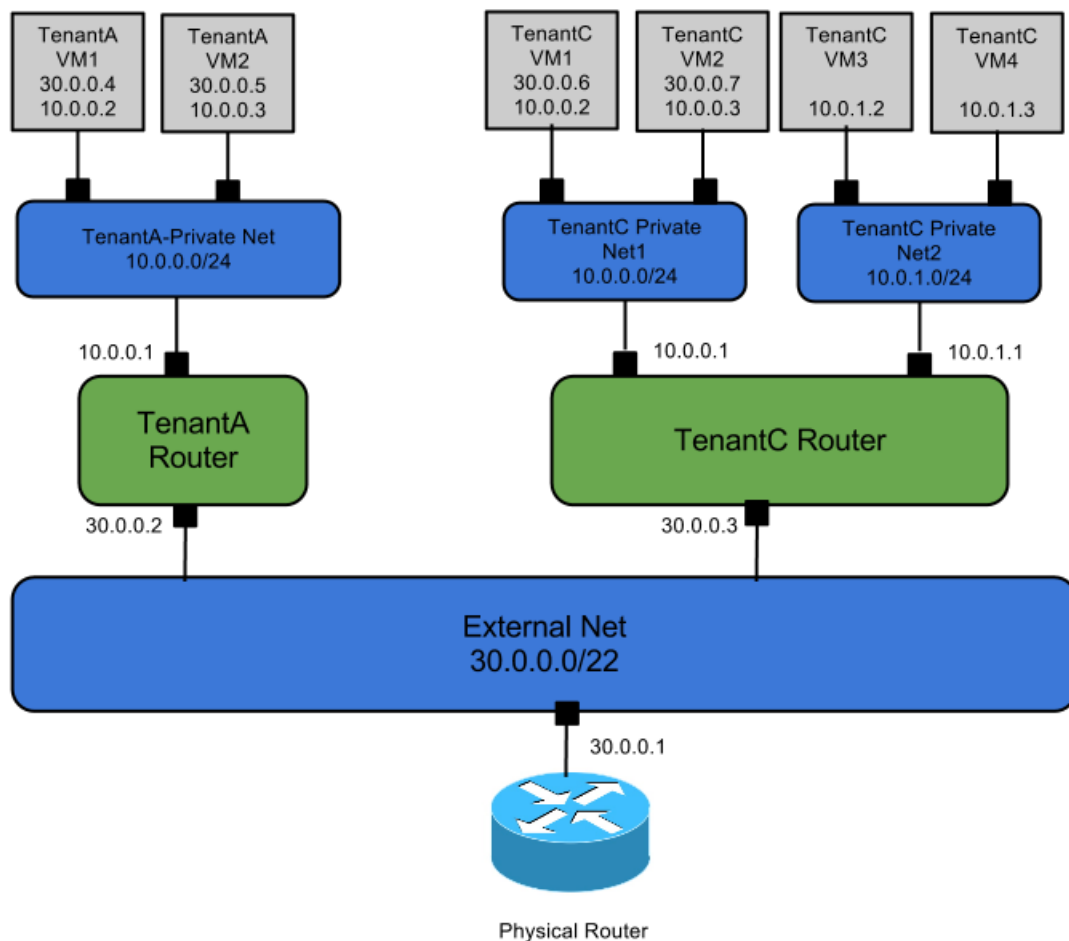 TenantA
VM1
30.0.0.4
10.0.0.2
TenantA
VM2
30.0.0.5
10.0.0.3
TenantC
VM1
30.0.0.6
10.0.0.2
TenantC
VM2
30.0.0.7
10.0.0.3
TenantC
VM3
10.0.1.2
TenantC
VM4
10.0.1.3
TenantA-Private Net
10.0.0.0/24
TenantC Private
Net1
10.0.0.0/24
TenantC Private
Net2
10.0.1.0/24
10.0.0.1
10.0.0.1
10.0.1.1
TenantA
Router
TenantC Router
30.0.0.2
30.0.0.3
External Net
30.0.0.0/22
30.0.0.1
Physical Router